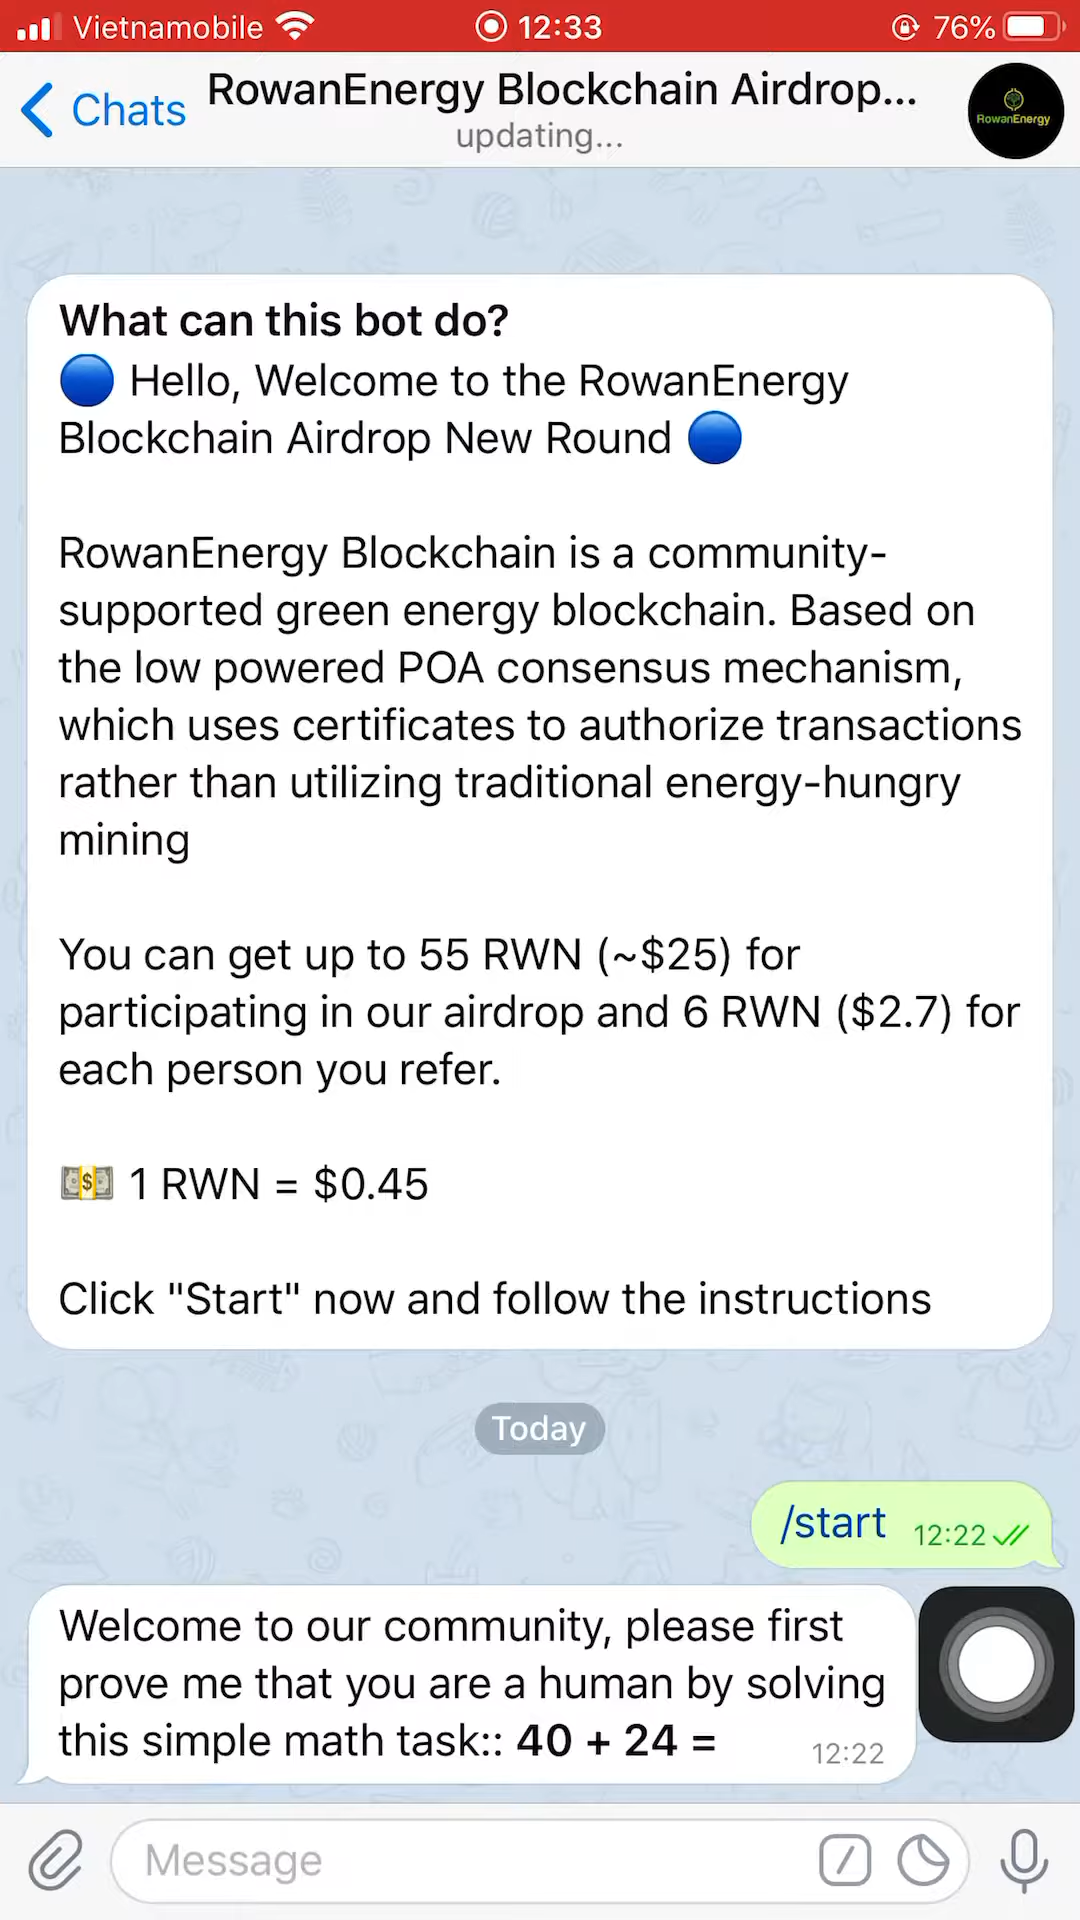 Vietnamobile 12:33 76%
Chats RowanEnergy Blockchain Airdrop...
updating...
RowanEnergy
What can this bot do?
🔵 Hello, Welcome to the RowanEnergy
Blockchain Airdrop New Round 🔵
RowanEnergy Blockchain is a community-
supported green energy blockchain. Based on
the low powered POA consensus mechanism,
which uses certificates to authorize transactions
rather than utilizing traditional energy-hungry
mining
You can get up to 55 RWN (~$25) for
participating in our airdrop and 6 RWN ($2.7) for
each person you refer.
💵 1 RWN = $0.45
Click "Start" now and follow the instructions
Today
/start 12:22
Welcome to our community, please first
prove me that you are a human by solving
this simple math task:: 40 + 24 =
12:22
Message